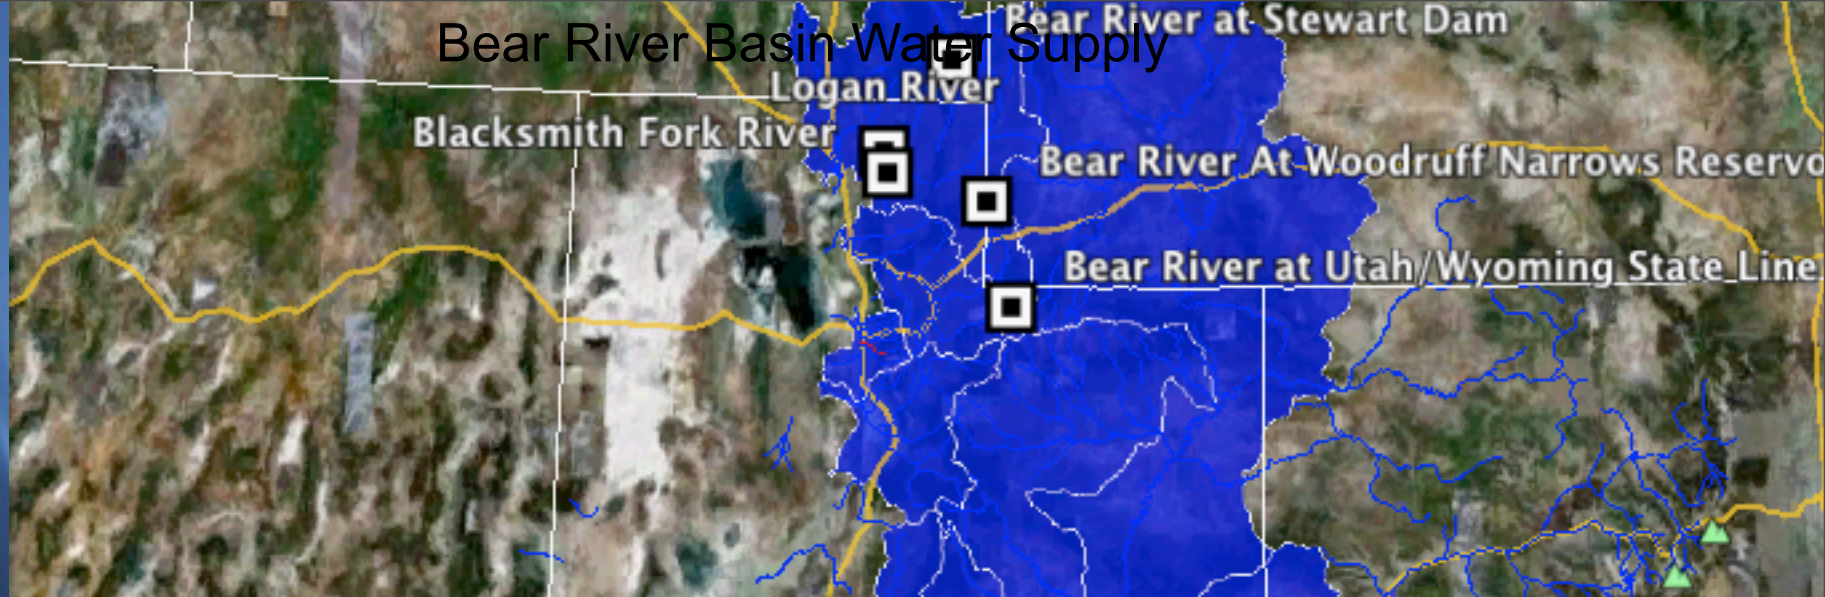 Bear River at Stewart Dam
Bear River Basin Water Supply
Logan River
Blacksmith Fork River
Bear River At Woodruff Narrows Reservo
Bear River at Utah/Wyoming State Line